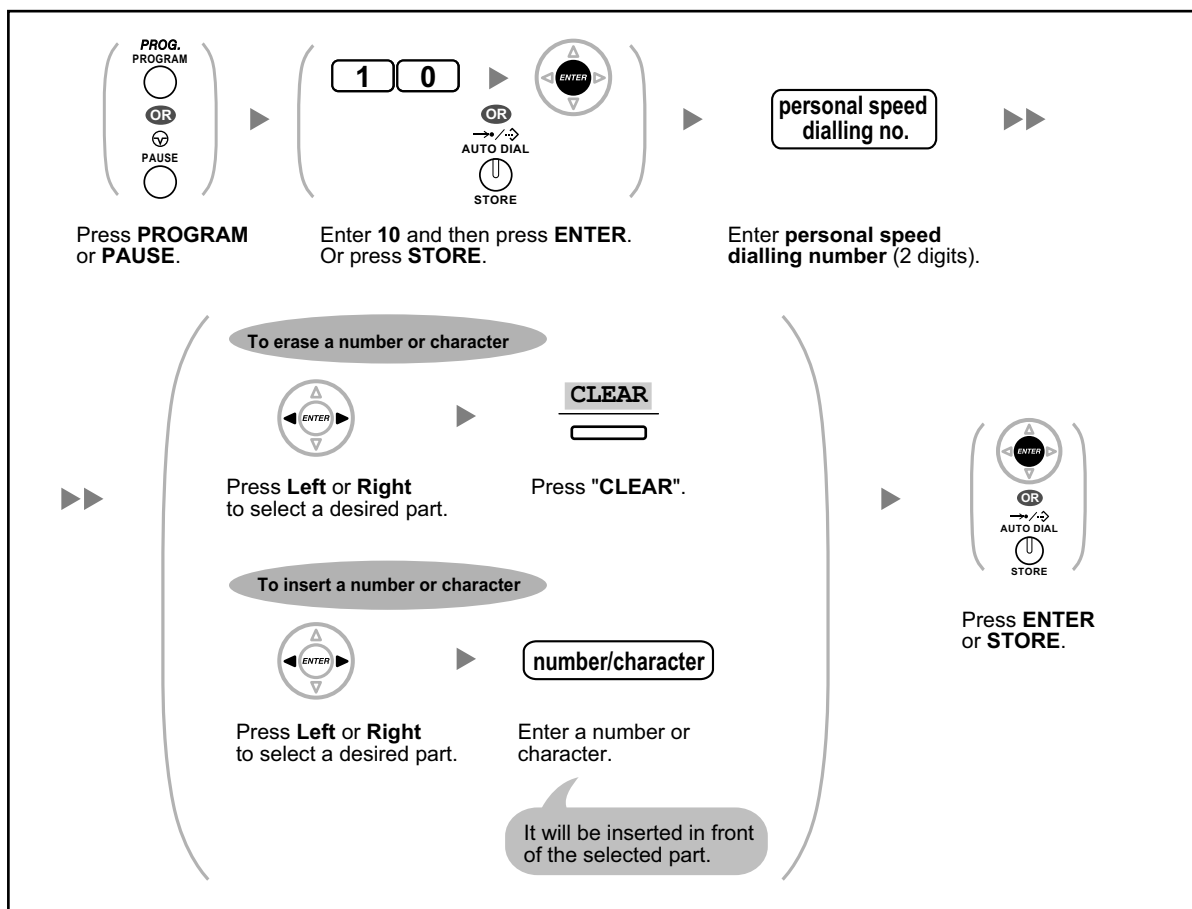 PROG.
PROGRAM
OR
PAUSE
Press PROGRAM
or PAUSE.
1 0
ENTER
OR
AUTO DIAL
STORE
Enter 10 and then press ENTER.
Or press STORE.
personal speed
dialling no.
Enter personal speed
dialling number (2 digits).
To erase a number or character
ENTER
Press Left or Right
to select a desired part.
CLEAR
Press "CLEAR".
To insert a number or character
ENTER
Press Left or Right
to select a desired part.
number/character
Enter a number or
character.
It will be inserted in front
of the selected part.
ENTER
OR
AUTO DIAL
STORE
Press ENTER
or STORE.